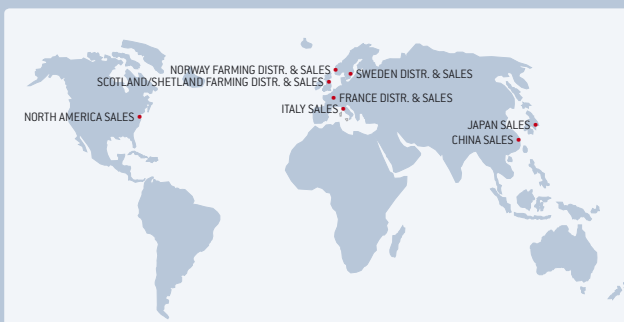 NORWAY FARMING DISTR. & SALES
SWEDEN DISTR. & SALES
SCOTLAND/SHETLAND FARMING DISTR. & SALES
FRANCE DISTR. & SALES
ITALY SALES
NORTH AMERICA SALES
JAPAN SALES
CHINA SALES